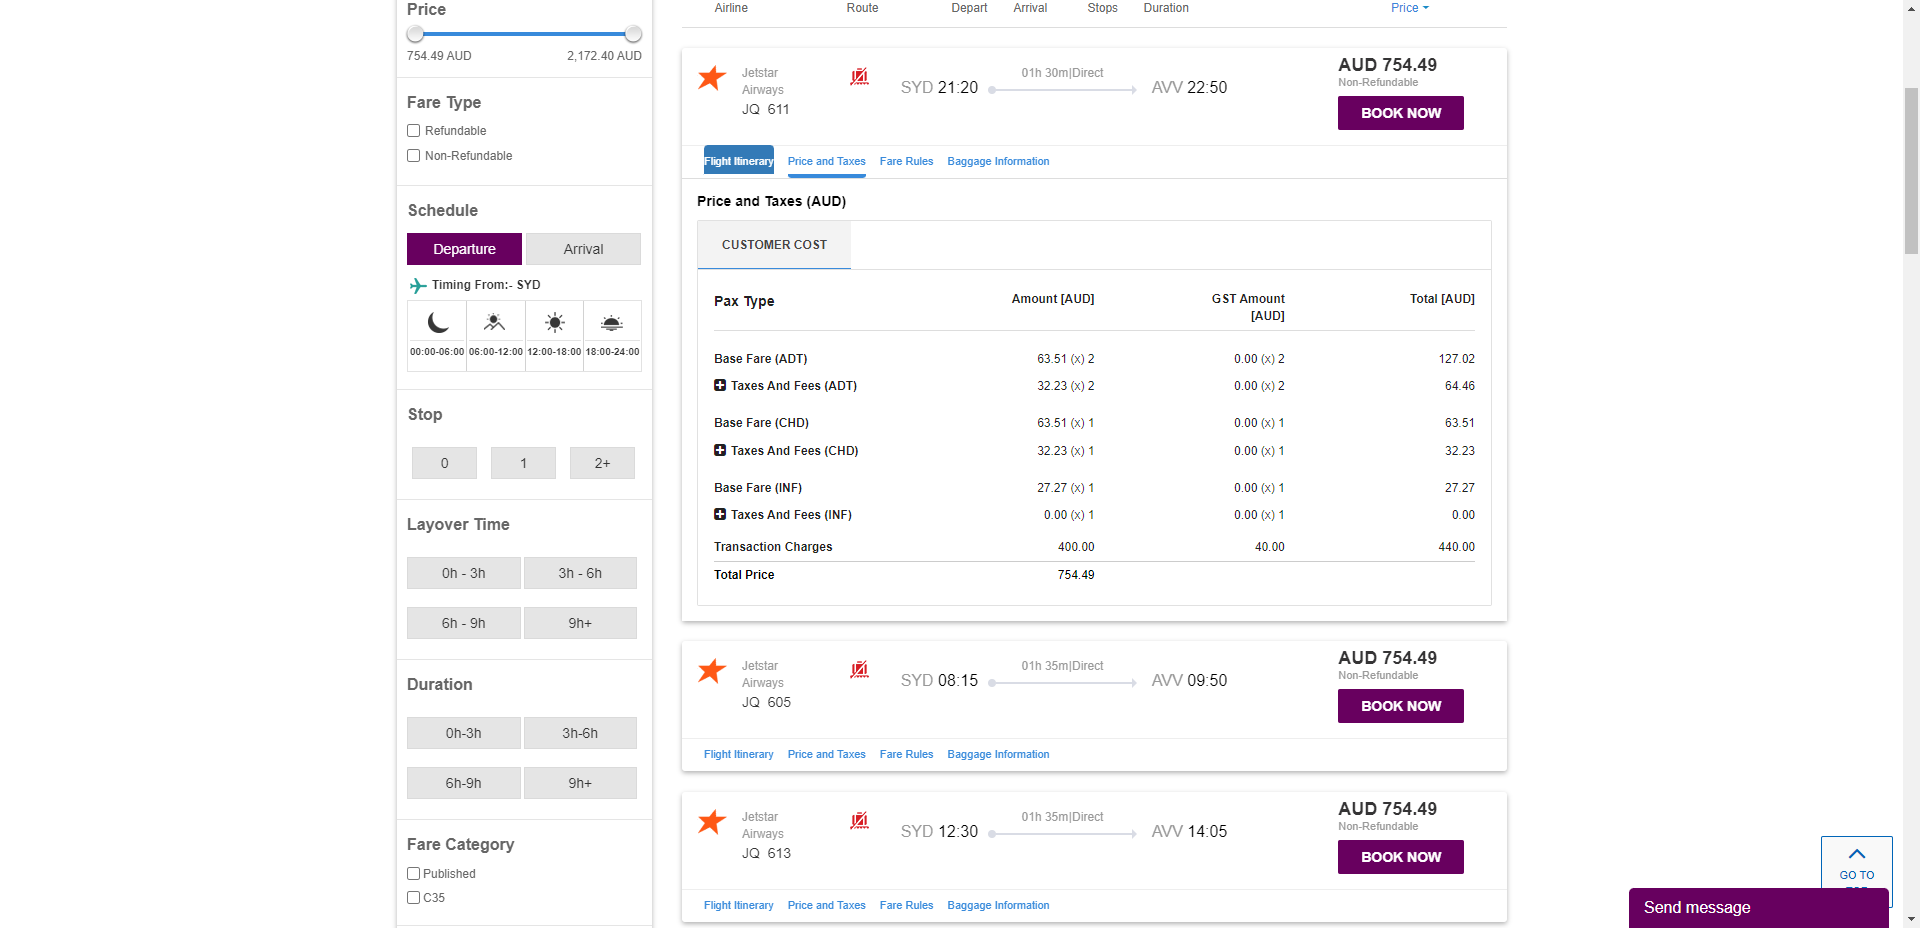 Price
754.49 AUD 2,172.40 AUD
Fare Type
Refundable
Non-Refundable
Schedule
Departure Arrival
Timing From:- SYD
00:00-06:00 06:00-12:00 12:00-18:00 18:00-24:00
Stop
0 1 2+
Layover Time
0h - 3h 3h - 6h
6h - 9h 9h+
Duration
0h-3h 3h-6h
6h-9h 9h+
Fare Category
Published
C35
Airline Route Depart Arrival Stops Duration Price
Jetstar
Airways
JQ 611
SYD 21:20
01h 30m|Direct
AVV 22:50
AUD 754.49
Non-Refundable
BOOK NOW
Flight Itinerary Price and Taxes Fare Rules Baggage Information
Price and Taxes (AUD)
CUSTOMER COST
Pax Type Amount [AUD] GST Amount [AUD] Total [AUD]
Base Fare (ADT) 63.51 (x) 2 0.00 (x) 2 127.02
Taxes And Fees (ADT) 32.23 (x) 2 0.00 (x) 2 64.46
Base Fare (CHD) 63.51 (x) 1 0.00 (x) 1 63.51
Taxes And Fees (CHD) 32.23 (x) 1 0.00 (x) 1 32.23
Base Fare (INF) 27.27 (x) 1 0.00 (x) 1 27.27
Taxes And Fees (INF) 0.00 (x) 1 0.00 (x) 1 0.00
Transaction Charges 400.00 40.00 440.00
Total Price 754.49
Jetstar
Airways
JQ 605
SYD 08:15
01h 35m|Direct
AVV 09:50
AUD 754.49
Non-Refundable
BOOK NOW
Flight Itinerary Price and Taxes Fare Rules Baggage Information
Jetstar
Airways
JQ 613
SYD 12:30
01h 35m|Direct
AVV 14:05
AUD 754.49
Non-Refundable
BOOK NOW
Flight Itinerary Price and Taxes Fare Rules Baggage Information
GO TO
Send message